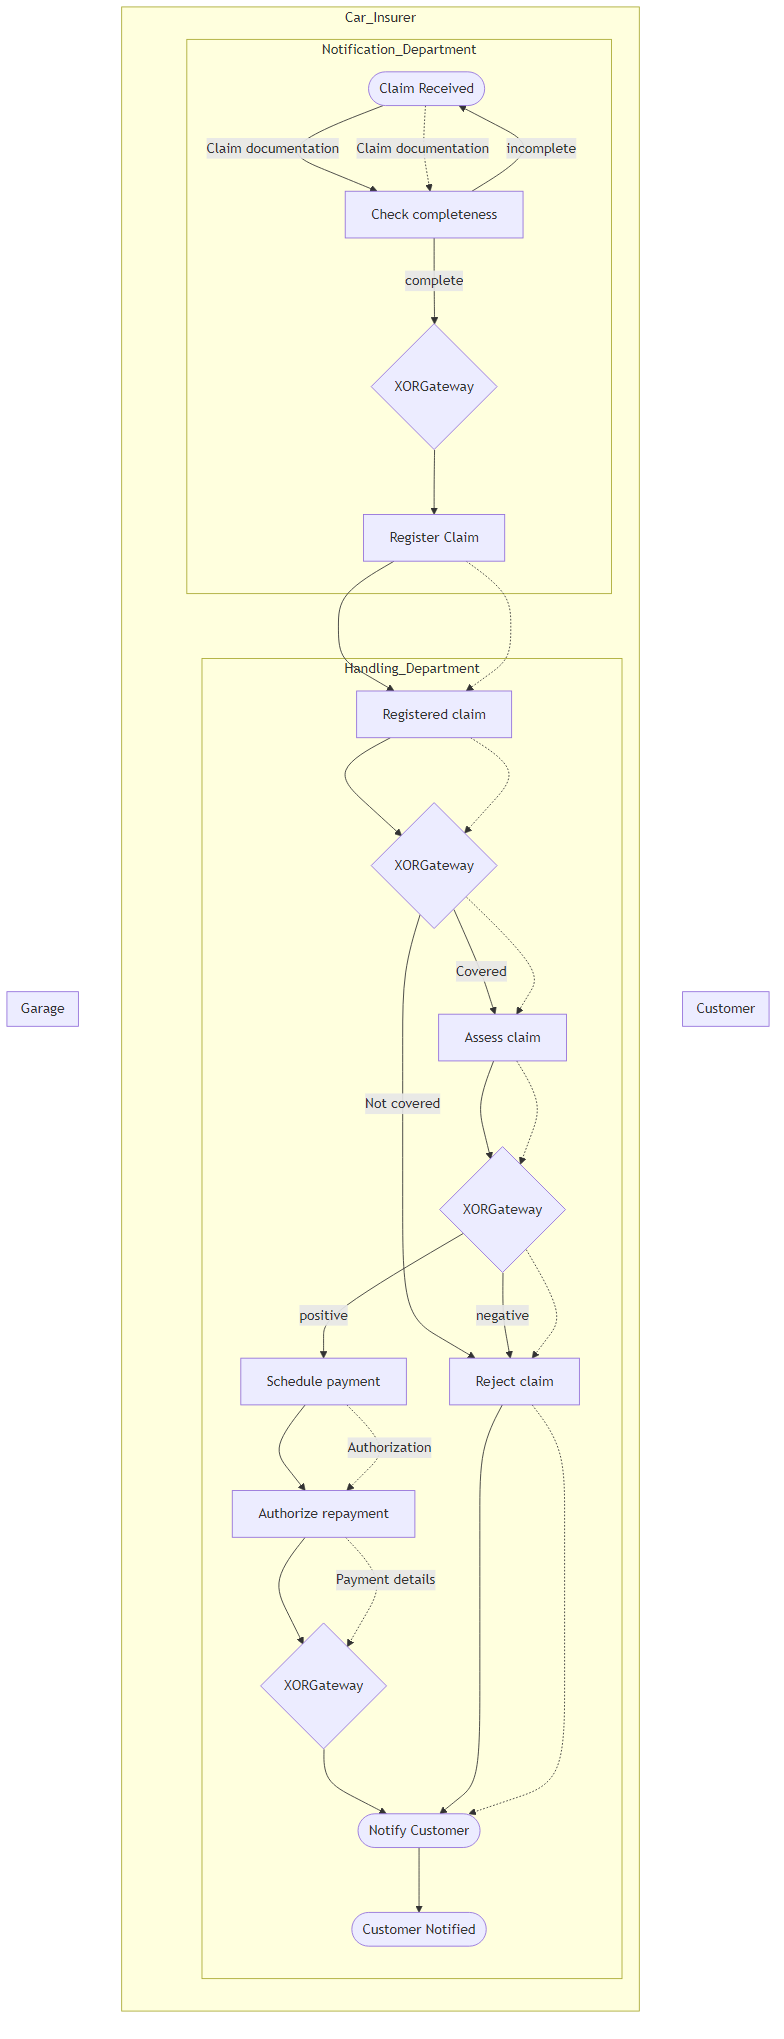 Car_Insurer
Notification_Department
Claim Received
Claim documentation
Claim documentation
incomplete
Check completeness
complete
XORGateway
Register Claim
Handling_Department
Registered claim
XORGateway
Covered
Garage
Customer
Assess claim
Not covered
XORGateway
positive
negative
Schedule payment
Reject claim
Authorization
Authorize repayment
Payment details
XORGateway
Notify Customer
Customer Notified